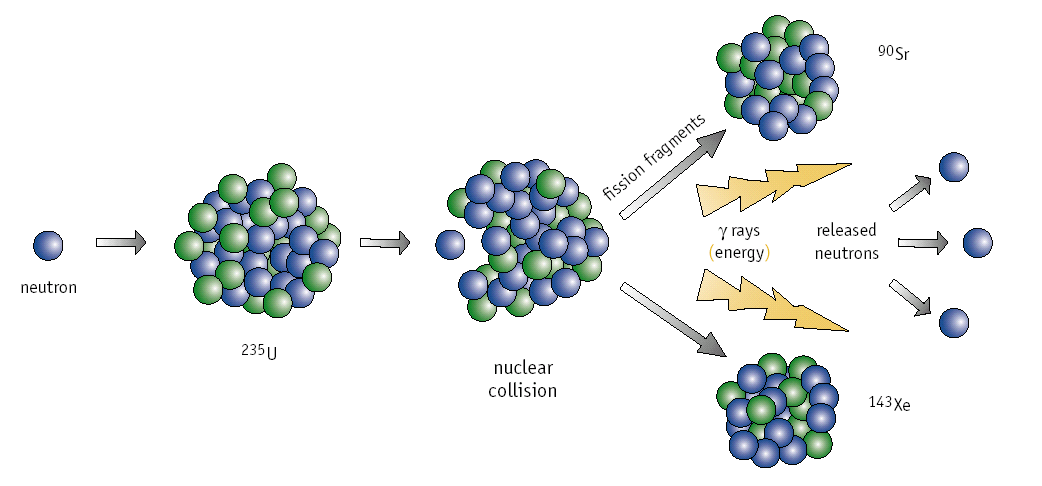 neutron
²³⁵U
nuclear
collision
fission fragments
⁹⁰Sr
γ rays
(energy)
released
neutrons
¹⁴³Xe